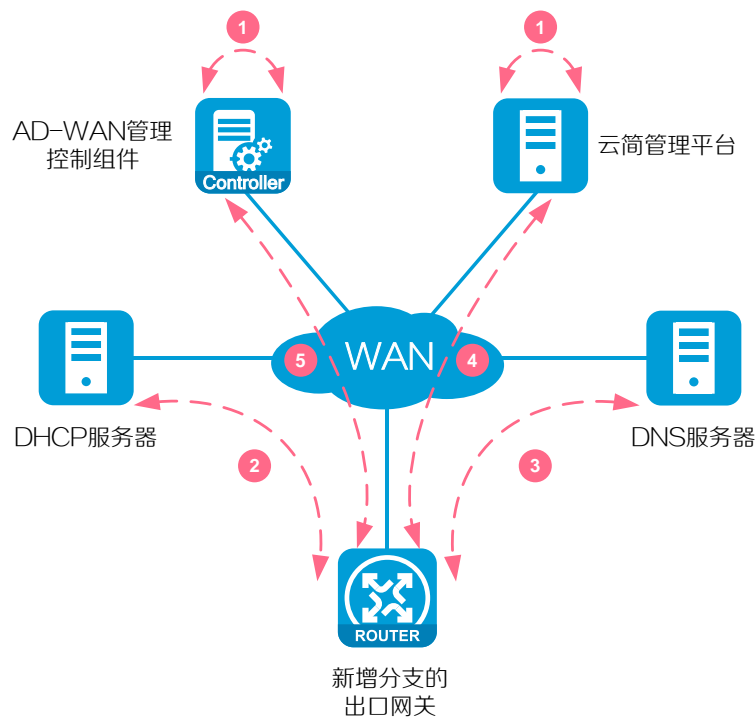 1
1
AD-WAN管理
控制组件
Controller
云简管理平台
WAN
5
4
DHCP服务器
DNS服务器
2
3
ROUTER
新增分支的
出口网关